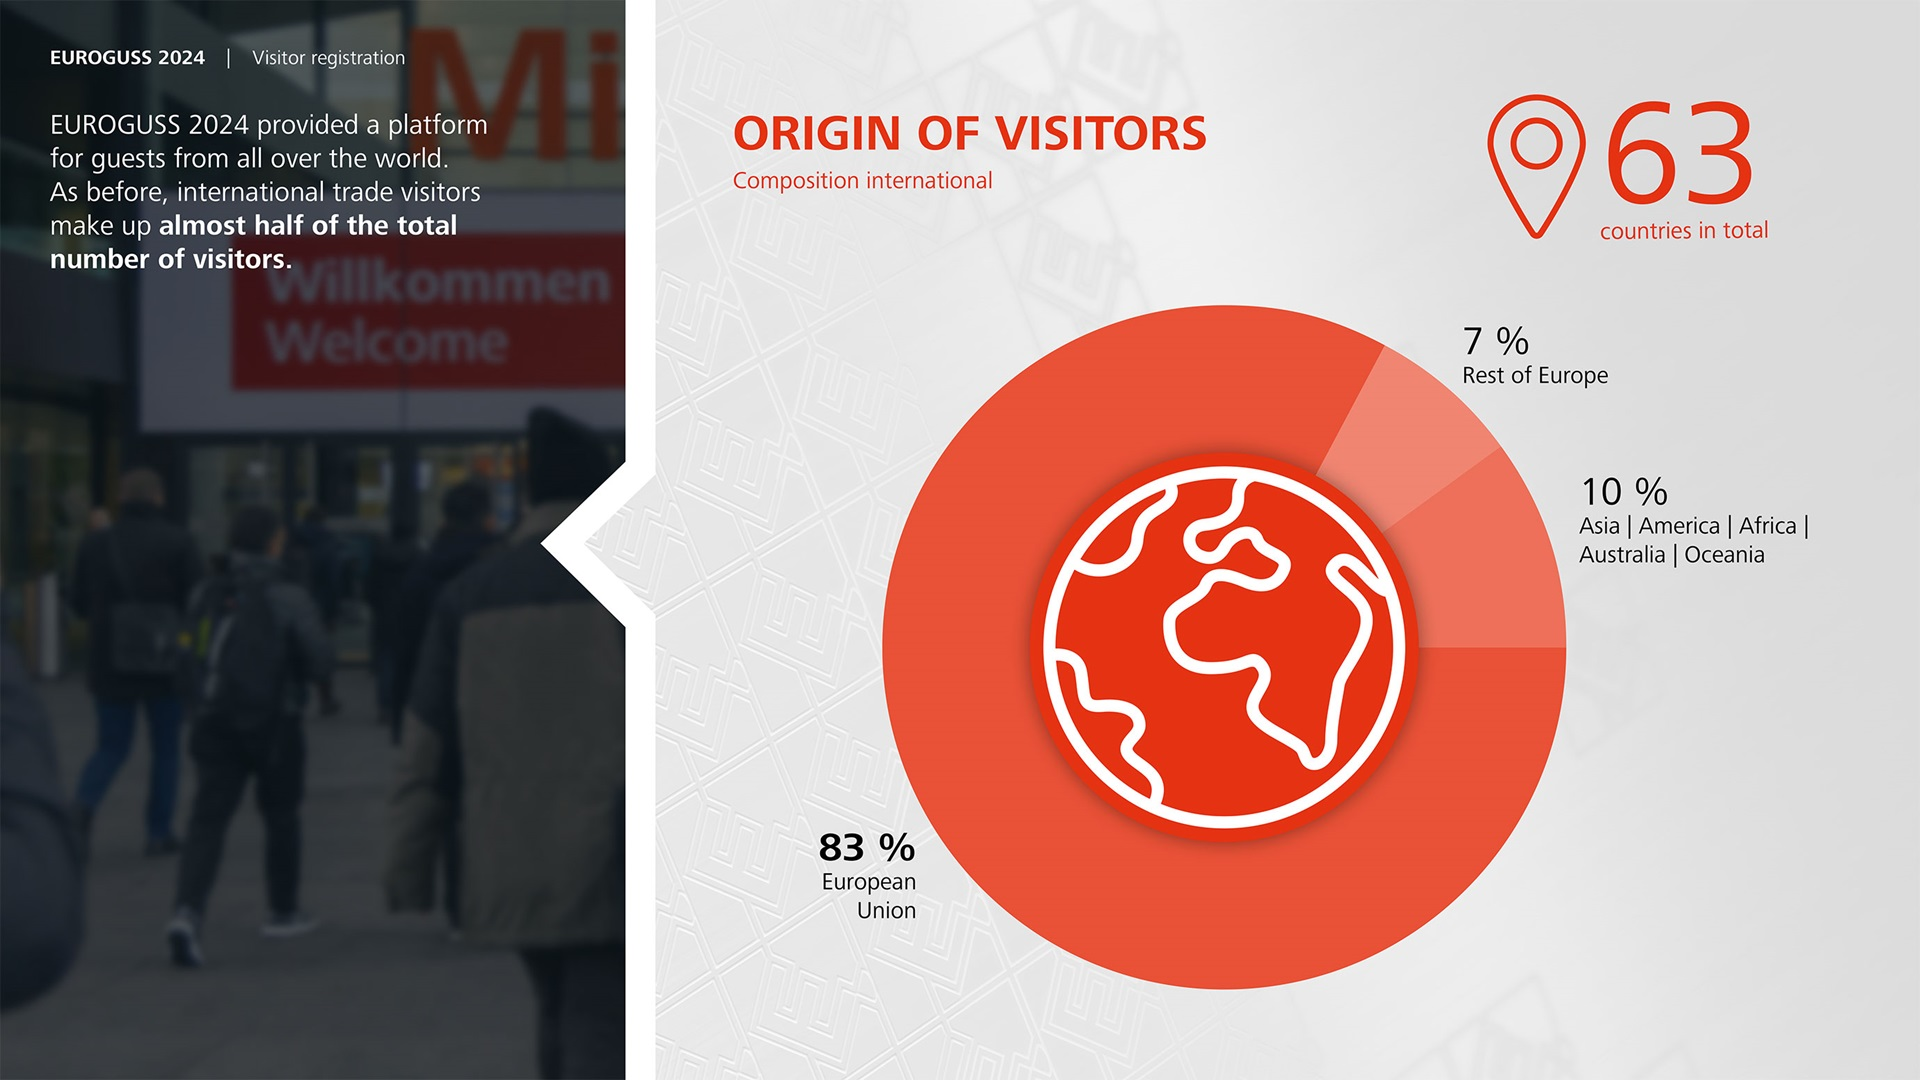 EUROGUSS 2024 | Visitor registration
EUROGUSS 2024 provided a platform
for guests from all over the world.
As before, international trade visitors
make up almost half of the total
number of visitors.
Mi
Willkommen
Welcome
ORIGIN OF VISITORS
Composition international
63
countries in total
7 %
Rest of Europe
10 %
Asia | America | Africa |
Australia | Oceania
83 %
European
Union